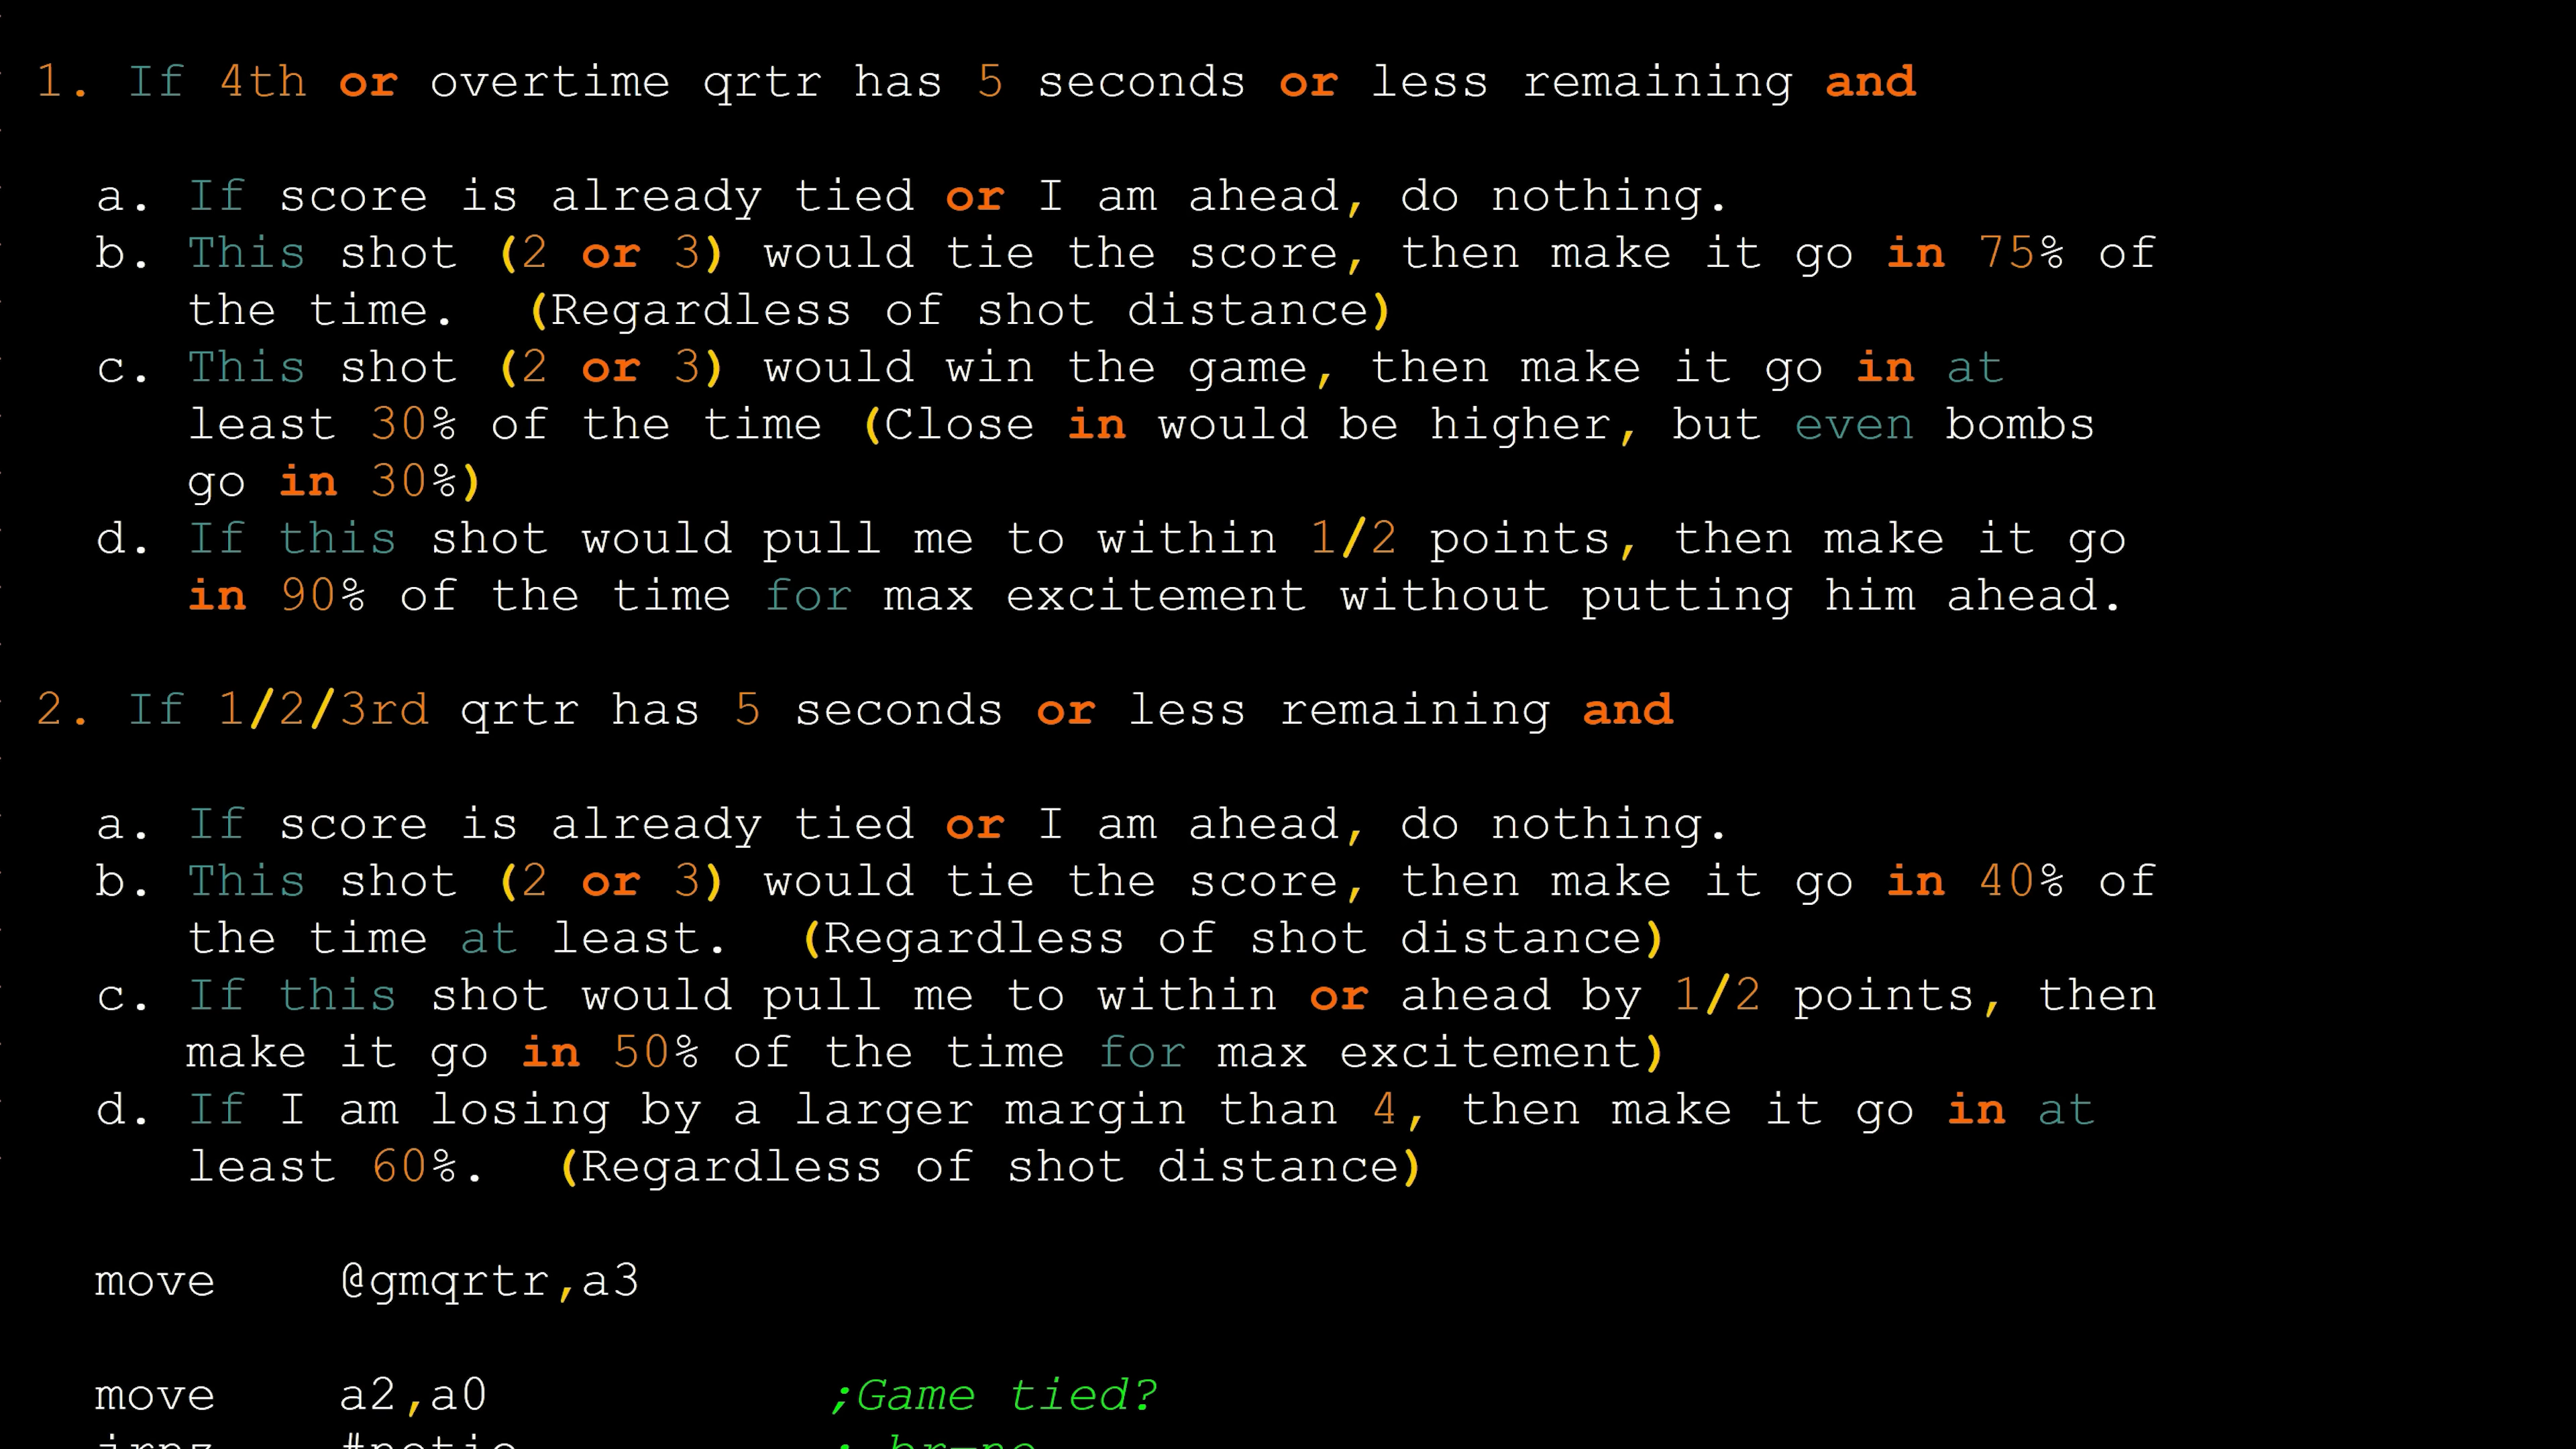 1. If 4th or overtime qrtr has 5 seconds or less remaining and
a. If score is already tied or I am ahead, do nothing.
b. This shot (2 or 3) would tie the score, then make it go in 75% of
the time. (Regardless of shot distance)
c. This shot (2 or 3) would win the game, then make it go in at
least 30% of the time (Close in would be higher, but even bombs
go in 30%)
d. If this shot would pull me to within 1/2 points, then make it go
in 90% of the time for max excitement without putting him ahead.
2. If 1/2/3rd qrtr has 5 seconds or less remaining and
a. If score is already tied or I am ahead, do nothing.
b. This shot (2 or 3) would tie the score, then make it go in 40% of
the time at least. (Regardless of shot distance)
c. If this shot would pull me to within or ahead by 1/2 points, then
make it go in 50% of the time for max excitement)
d. If I am losing by a larger margin than 4, then make it go in at
least 60%. (Regardless of shot distance)
move @gmqrtr,a3
move a2,a0 ;Game tied?